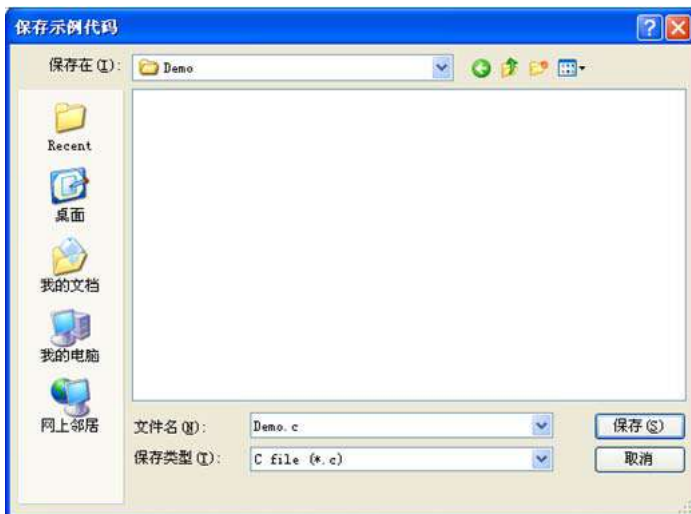 保存示例代码
保存在(I):
Demo
Recent
桌面
我的文档
我的电脑
网上邻居
文件名(N):
Demo.c
保存(S)
保存类型(T):
C file (*.c)
取消